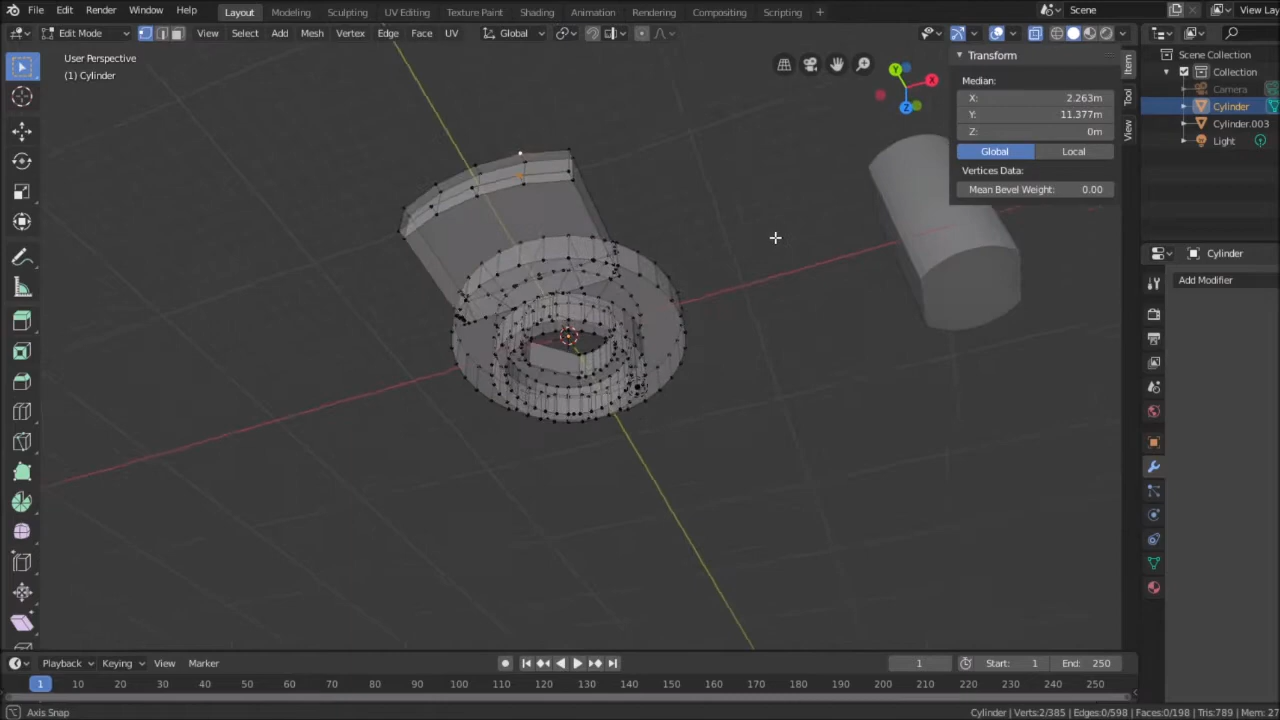 File Edit Render Window Help Layout Modeling Sculpting UV Editing Texture Paint Shading Animation Rendering Compositing Scripting + Scene View Lay
Edit Mode View Select Add Mesh Vertex Edge Face UV Global
User Perspective
(1) Cylinder
Transform
Median:
X: 2.263m
Y: 11.377m
Z: 0m
Global Local
Vertices Data:
Mean Bevel Weight: 0.00
Item
Tool
View
X
Y
Z
Scene Collection
Collection
Camera
Cylinder
Cylinder.003
Light
Cylinder
Add Modifier
Playback Keying View Marker 1 Start: 1 End: 250
1 10 20 30 40 50 60 70 80 90 100 110 120 130 140 150 160 170 180 190 200 210 220 230 240 250
Axis Snap
Cylinder | Verts:2/385 | Edges:0/598 | Faces:0/198 | Tris:789 | Mem: 27